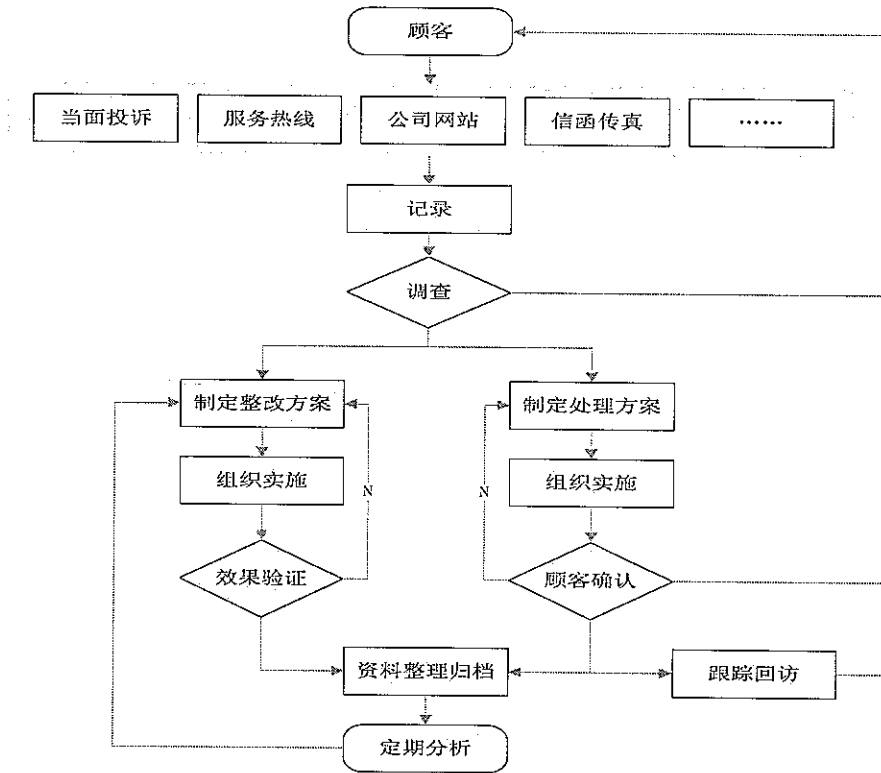 顾客
当面投诉
服务热线
公司网站
信函传真
……
记录
调查
制定整改方案
制定处理方案
组织实施
组织实施
N
N
效果验证
顾客确认
资料整理归档
跟踪回访
定期分析